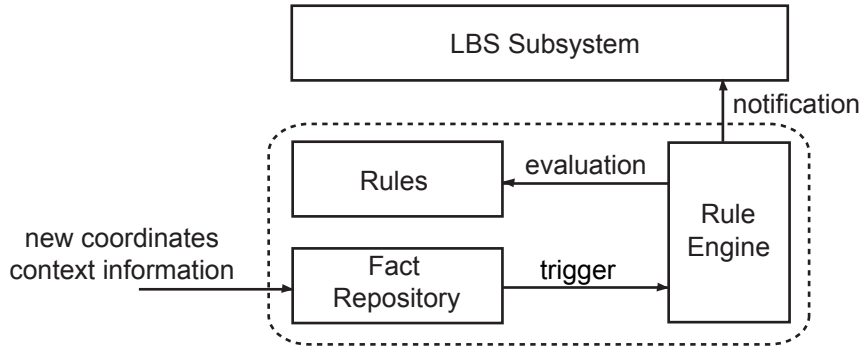 LBS Subsystem
notification
Rules
evaluation
Rule
Engine
new coordinates
context information
Fact
Repository
trigger